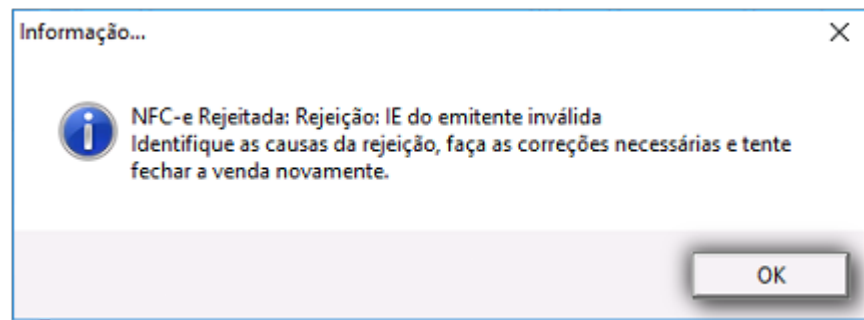 Informação...
NFC-e Rejeitada: Rejeição: IE do emitente inválida
Identifique as causas da rejeição, faça as correções necessárias e tente
fechar a venda novamente.
OK